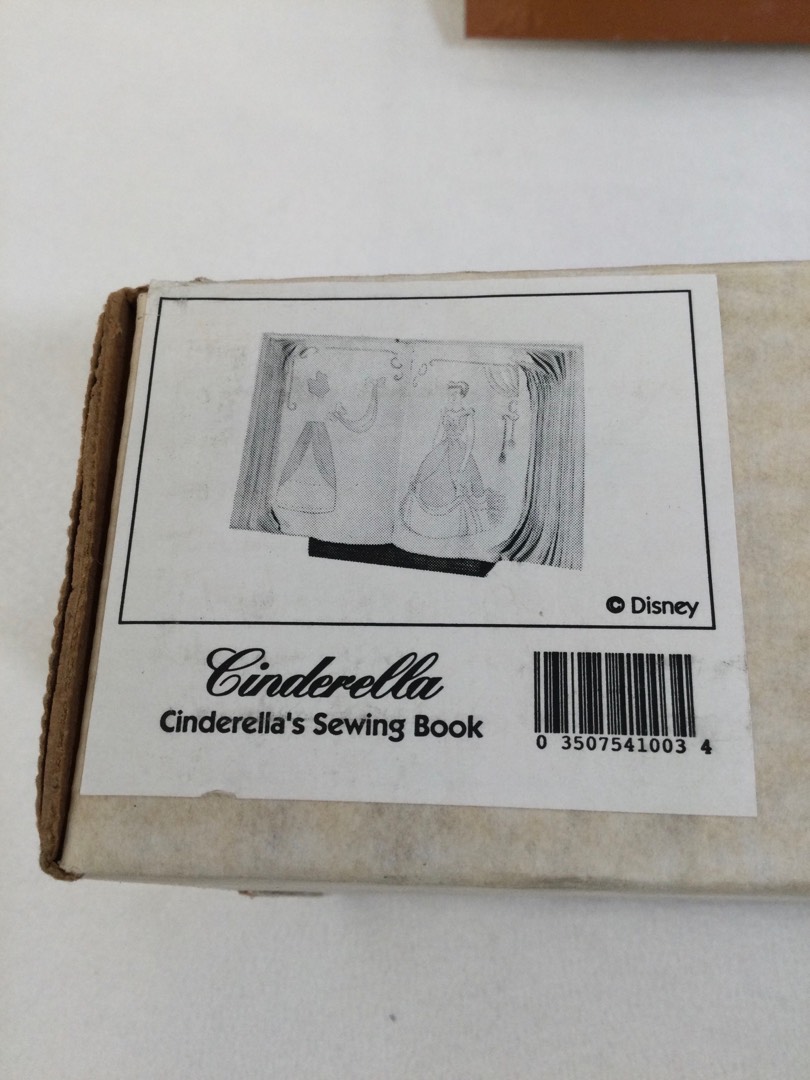 © Disney
Cinderella
Cinderella's Sewing Book
0 3507541003 4